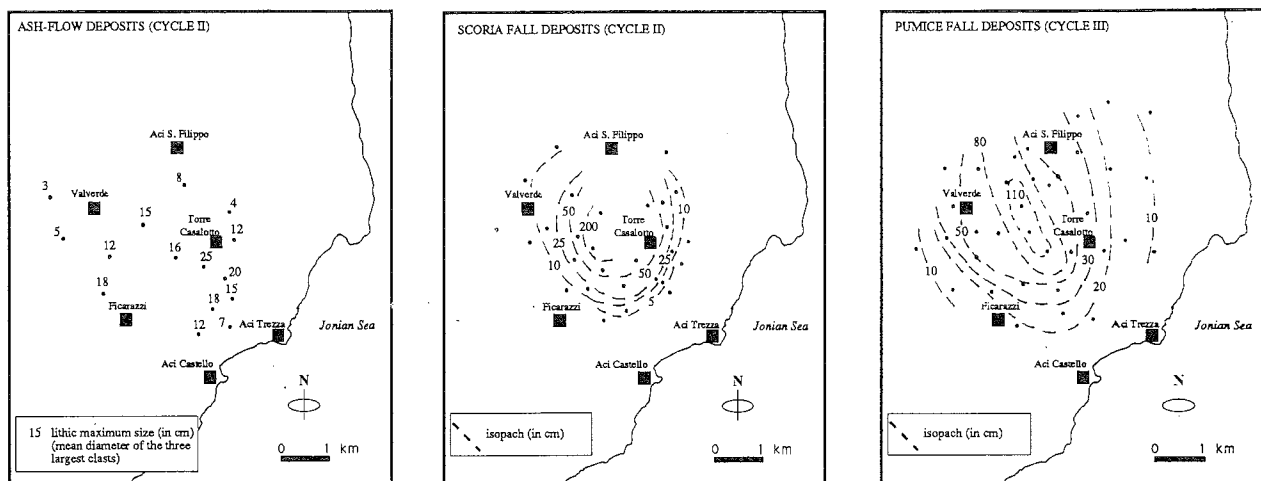 ASH-FLOW DEPOSITS (CYCLE II)
Aci S. Filippo
8
3
Valverde
4
15
Torre
Casalotto
5
12
12
16
25
20
18
15
18
Ficarazzi
12
7
Aci Trezza
Jonian Sea
Aci Castello
N
15 lithic maximum size (in cm)
(mean diameter of the three
largest clasts)
0 1 km
SCORIA FALL DEPOSITS (CYCLE II)
Aci S. Filippo
Valverde
50
10
200
Torre
Casalotto
25
25
10
50
5
Ficarazzi
Aci Trezza
Jonian Sea
Aci Castello
N
isopach (in cm)
0 1 km
PUMICE FALL DEPOSITS (CYCLE III)
80
Aci S. Filippo
110
Valverde
10
50
Torre
Casalotto
30
10
20
Ficarazzi
Aci Trezza
Jonian Sea
Aci Castello
N
isopach (in cm)
0 1 km